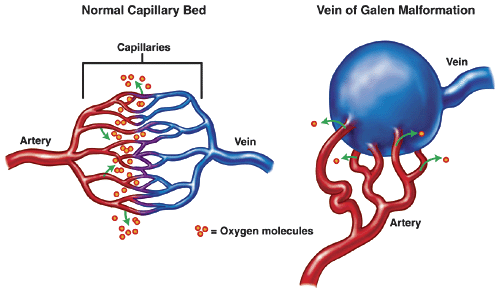 Normal Capillary Bed
Capillaries
Artery
Vein
= Oxygen molecules
Vein of Galen Malformation
Vein
Artery